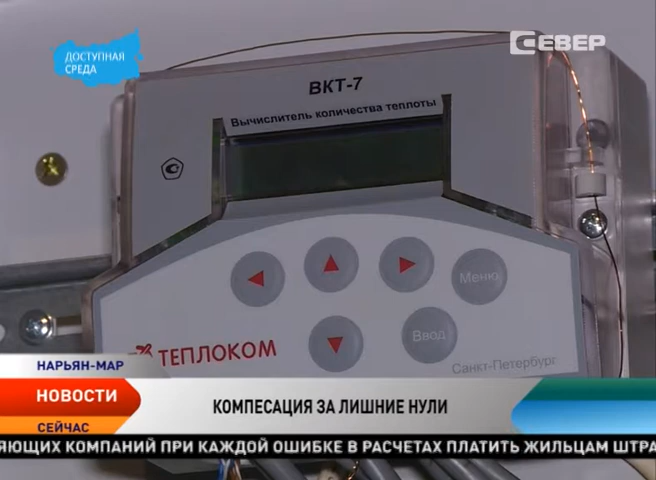 СЕВЕР
ДОСТУПНАЯ
СРЕДА
ВКТ-7
Вычислитель количества теплоты
Меню
Ввод
ТЕПЛОКОМ
Санкт-Петербург
НАРЬЯН-МАР
НОВОСТИ
КОМПЕСАЦИЯ ЗА ЛИШНИЕ НУЛИ
СЕЙЧАС
ЯЮЩИХ КОМПАНИЙ ПРИ КАЖДОЙ ОШИБКЕ В РАСЧЕТАХ ПЛАТИТЬ ЖИЛЬЦАМ ШТРА